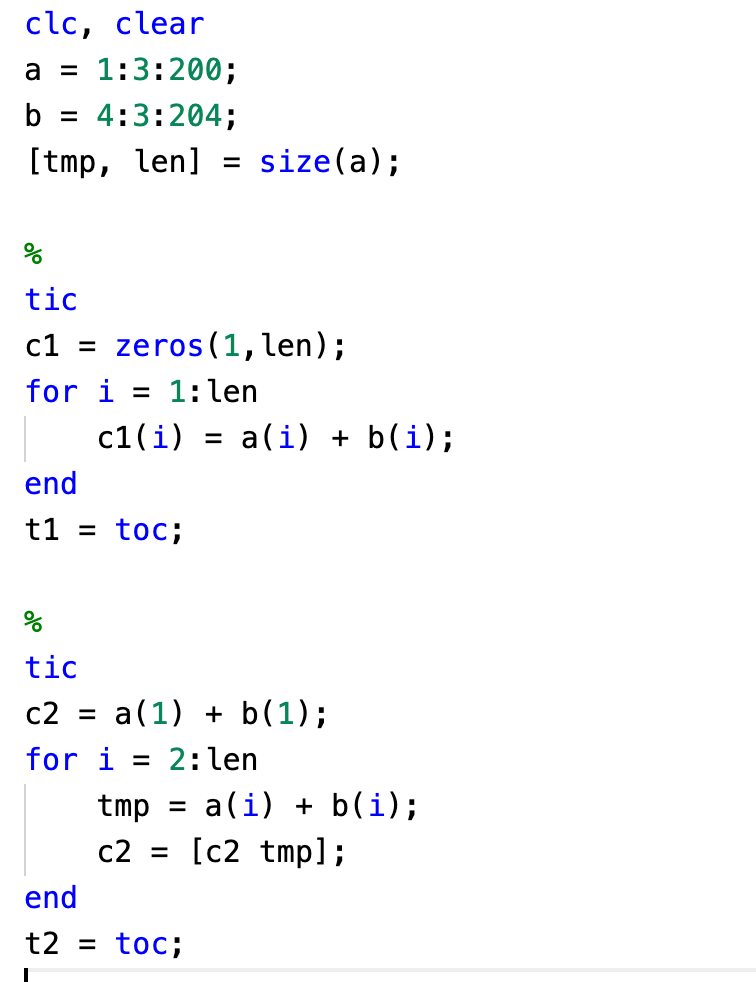 clc, clear
a = 1:3:200;
b = 4:3:204;
[tmp, len] = size(a);
%
tic
c1 = zeros(1,len);
for i = 1:len
c1(i) = a(i) + b(i);
end
t1 = toc;
%
tic
c2 = a(1) + b(1);
for i = 2:len
tmp = a(i) + b(i);
c2 = [c2 tmp];
end
t2 = toc;